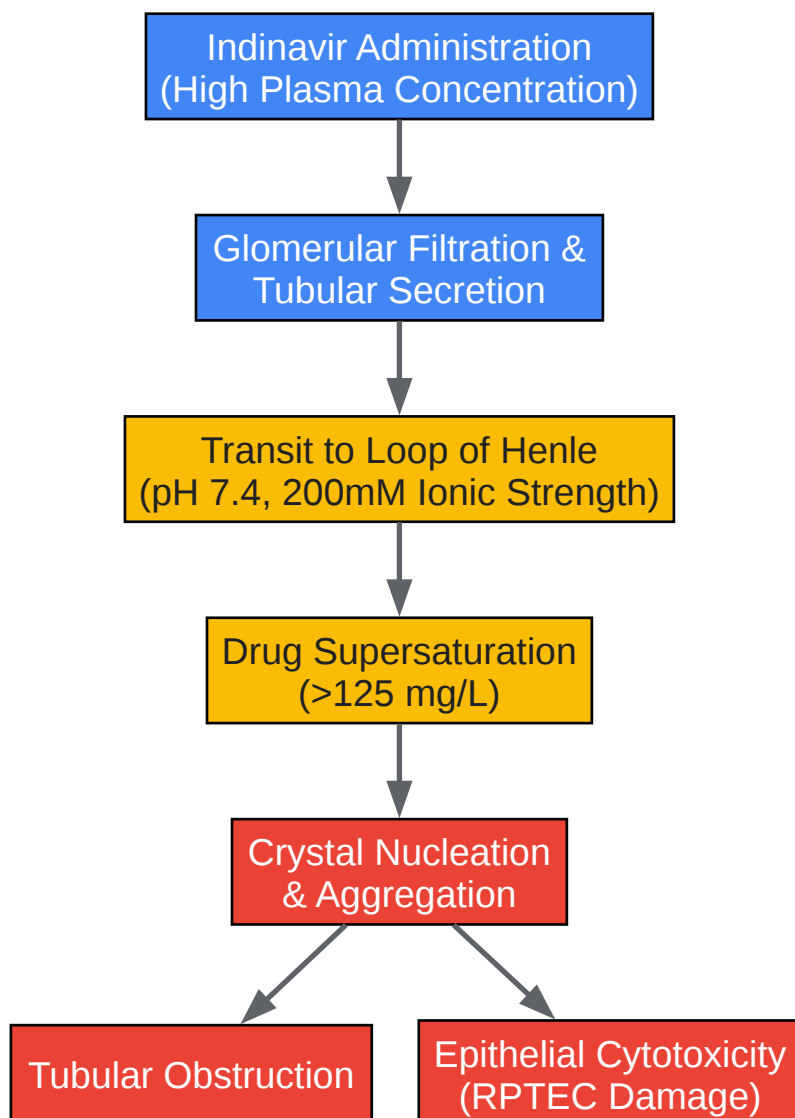 Indinavir Administration
(High Plasma Concentration)
Glomerular Filtration &
Tubular Secretion
Transit to Loop of Henle
(pH 7.4, 200mM Ionic Strength)
Drug Supersaturation
(>125 mg/L)
Crystal Nucleation
& Aggregation
Tubular Obstruction
Epithelial Cytotoxicity
(RPTEC Damage)